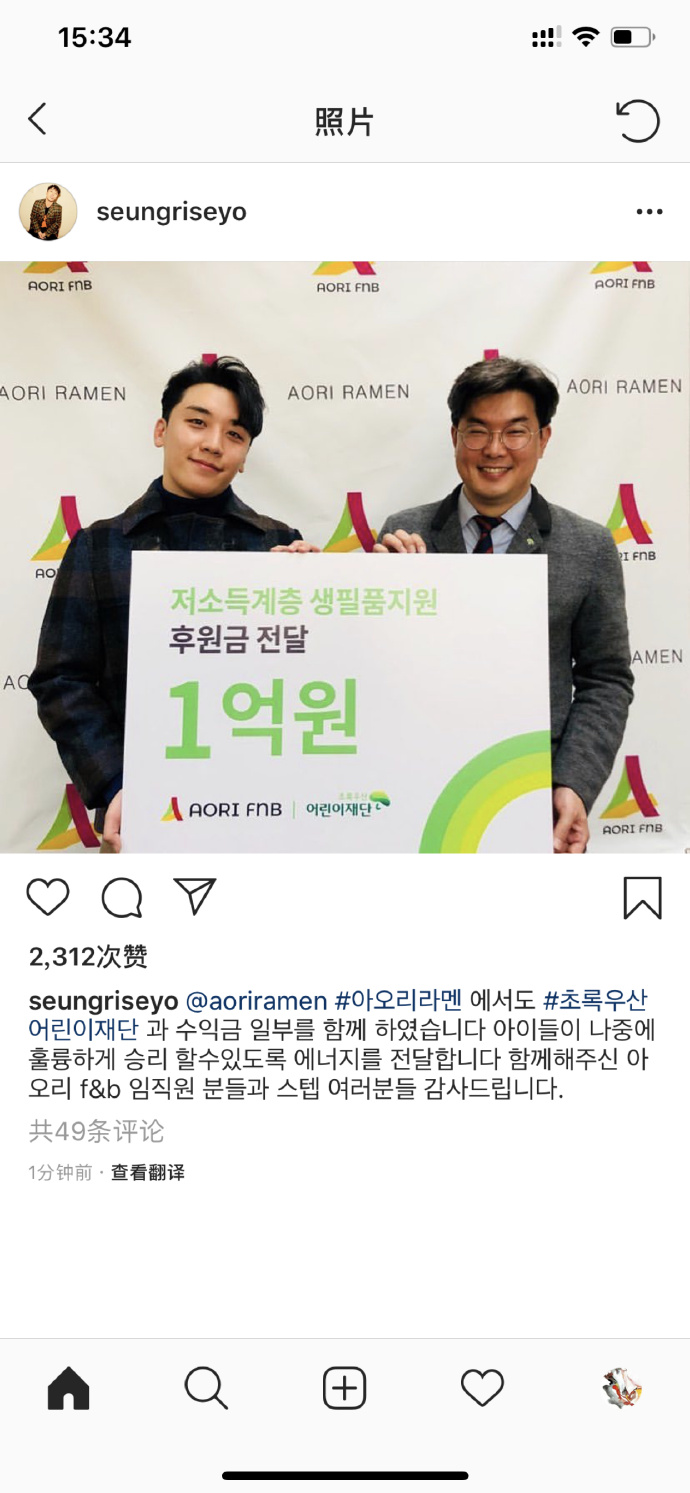 15:34
照片
seungriseyo
AORI FNB
AORI FNB
AORI FNB
AORI RAMEN
AORI RAMEN
AORI RAMEN
저소득계층 생필품지원
후원금 전달
1억원
AORI FNB
초록우산
어린이재단
AORI FNB
2,312次赞
seungriseyo @aoriramen #아오리라멘 에서도 #초록우산
어린이재단 과 수익금 일부를 함께 하였습니다 아이들이 나중에
훌륭하게 승리 할수있도록 에너지를 전달합니다 함께해주신 아
오리 f&b 임직원 분들과 스텝 여러분들 감사드립니다.
共49条评论
1分钟前 · 查看翻译